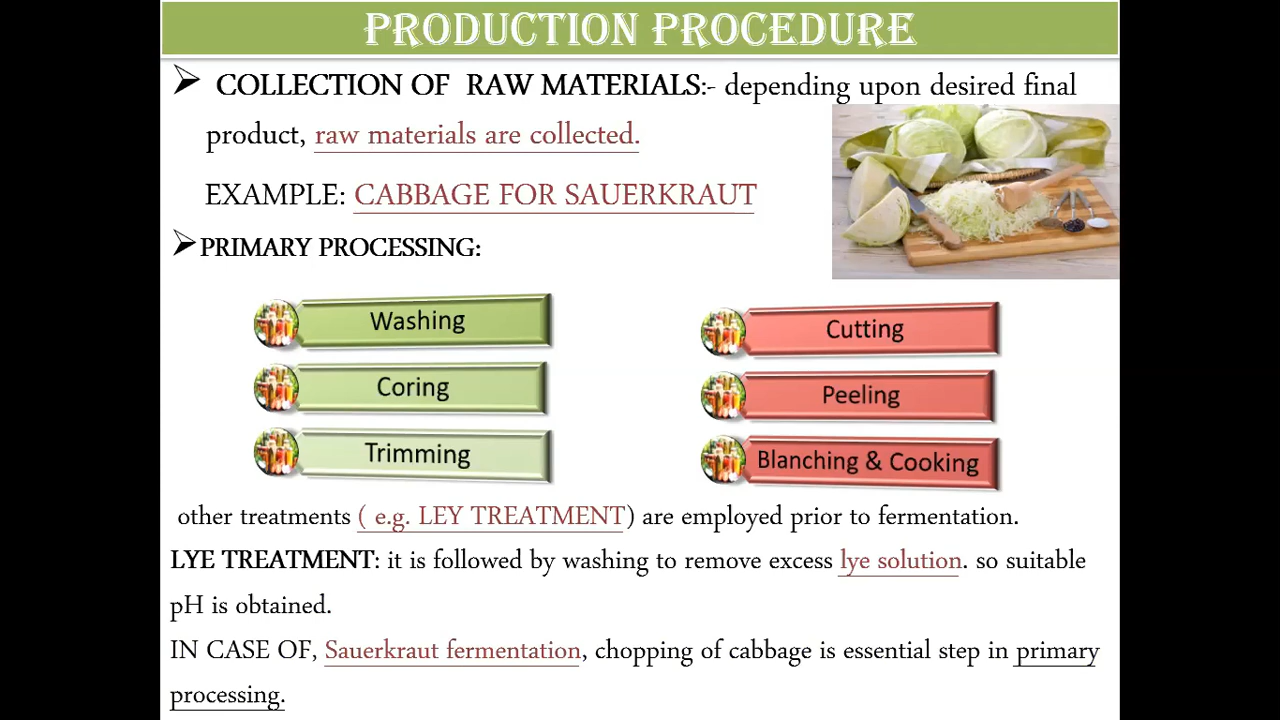 PRODUCTION PROCEDURE
➢ COLLECTION OF RAW MATERIALS:- depending upon desired final
product, raw materials are collected.
EXAMPLE: CABBAGE FOR SAUERKRAUT
➢PRIMARY PROCESSING:
Washing
Coring
Trimming
Cutting
Peeling
Blanching & Cooking
other treatments ( e.g. LEY TREATMENT) are employed prior to fermentation.
LYE TREATMENT: it is followed by washing to remove excess lye solution. so suitable
pH is obtained.
IN CASE OF, Sauerkraut fermentation, chopping of cabbage is essential step in primary
processing.